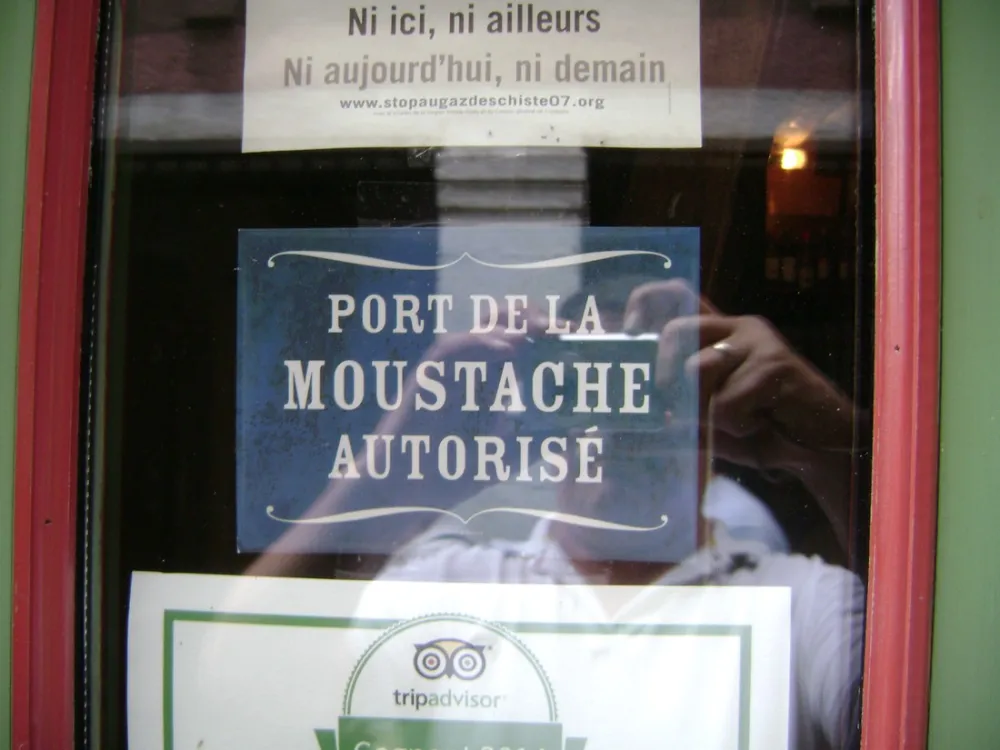 Ni ici, ni ailleurs
Ni aujourd'hui, ni demain
www.stopaugazdeschiste07.org
PORT DE LA
MOUSTACHE
AUTORISÉ
tripadvisor